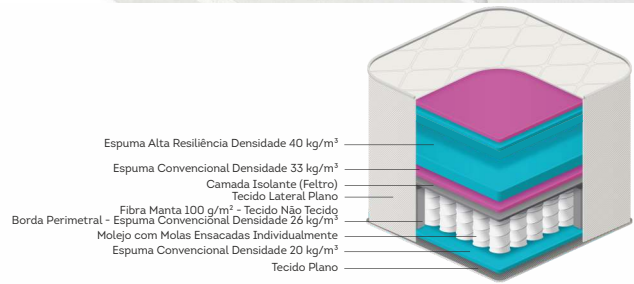 Espuma Alta Resiliência Densidade 40 kg/m³
Espuma Convencional Densidade 33 kg/m³
Camada Isolante (Feltro)
Tecido Lateral Plano
Fibra Manta 100 g/m² - Tecido Não Tecido
Borda Perimetral - Espuma Convencional Densidade 26 kg/m³
Molejo com Molas Ensacadas Individualmente
Espuma Convencional Densidade 20 kg/m³
Tecido Plano